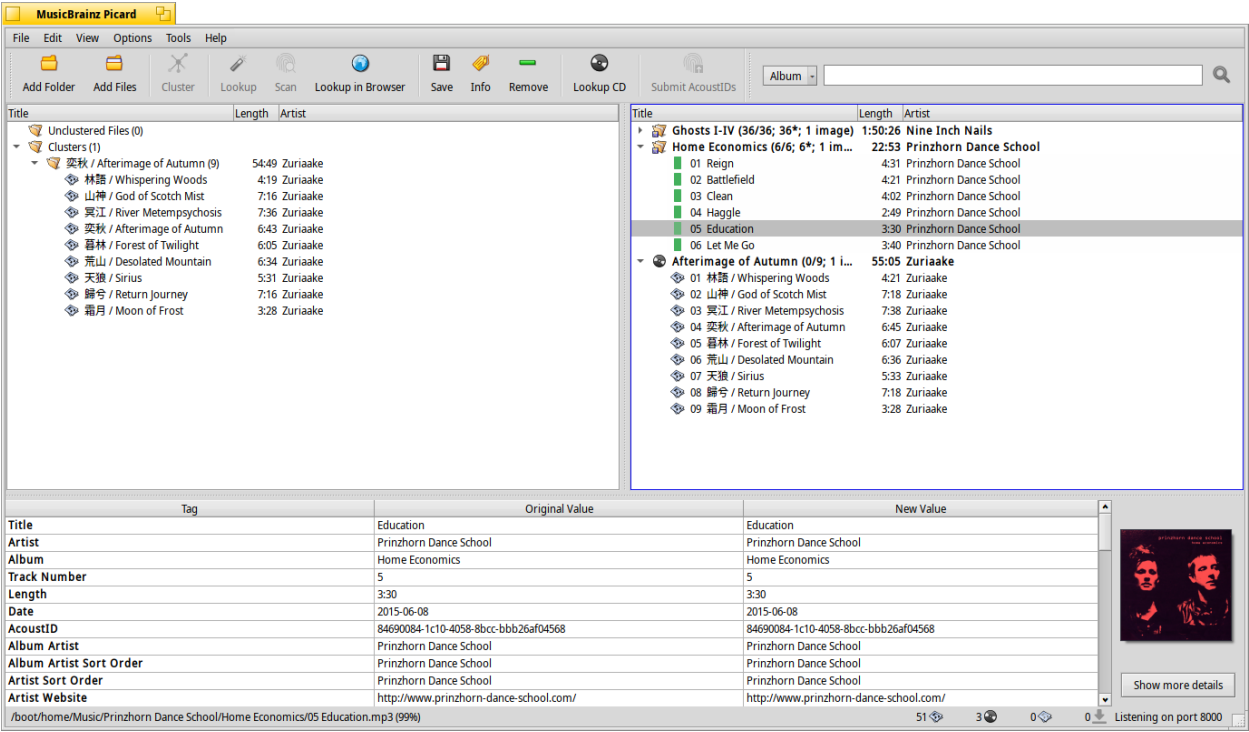 MusicBrainz Picard
File Edit View Options Tools Help
Add Folder Add Files Cluster Lookup Scan Lookup in Browser Save Info Remove Lookup CD Submit AcoustIDs Album
Title Length Artist
Unclustered Files (0)
Clusters (1)
奕秋 / Afterimage of Autumn (9) 54:49 Zuriaake
林語 / Whispering Woods 4:19 Zuriaake
山神 / God of Scotch Mist 7:16 Zuriaake
冥江 / River Metempsychosis 7:36 Zuriaake
奕秋 / Afterimage of Autumn 6:43 Zuriaake
暮林 / Forest of Twilight 6:05 Zuriaake
荒山 / Desolated Mountain 6:34 Zuriaake
天狼 / Sirius 5:31 Zuriaake
歸兮 / Return Journey 7:16 Zuriaake
霜月 / Moon of Frost 3:28 Zuriaake
Title Length Artist
Ghosts I-IV (36/36; 36*; 1 image) 1:50:26 Nine Inch Nails
Home Economics (6/6; 6*; 1 im... 22:53 Prinzhorn Dance School
01 Reign 4:31 Prinzhorn Dance School
02 Battlefield 4:21 Prinzhorn Dance School
03 Clean 4:02 Prinzhorn Dance School
04 Haggle 2:49 Prinzhorn Dance School
05 Education 3:30 Prinzhorn Dance School
06 Let Me Go 3:40 Prinzhorn Dance School
Afterimage of Autumn (0/9; 1 i... 55:05 Zuriaake
01 林語 / Whispering Woods 4:21 Zuriaake
02 山神 / God of Scotch Mist 7:18 Zuriaake
03 冥江 / River Metempsychosis 7:38 Zuriaake
04 奕秋 / Afterimage of Autumn 6:45 Zuriaake
05 暮林 / Forest of Twilight 6:07 Zuriaake
06 荒山 / Desolated Mountain 6:36 Zuriaake
07 天狼 / Sirius 5:33 Zuriaake
08 歸兮 / Return Journey 7:18 Zuriaake
09 霜月 / Moon of Frost 3:28 Zuriaake
Tag Original Value New Value
Title Education Education
Artist Prinzhorn Dance School Prinzhorn Dance School
Album Home Economics Home Economics
Track Number 5 5
Length 3:30 3:30
Date 2015-06-08 2015-06-08
AcoustID 84690084-1c10-4058-8bcc-bbb26af04568 84690084-1c10-4058-8bcc-bbb26af04568
Album Artist Prinzhorn Dance School Prinzhorn Dance School
Album Artist Sort Order Prinzhorn Dance School Prinzhorn Dance School
Artist Sort Order Prinzhorn Dance School Prinzhorn Dance School
Artist Website http://www.prinzhorn-dance-school.com/ http://www.prinzhorn-dance-school.com/
prinzhorn dance school
home economics
Show more details
/boot/home/Music/Prinzhorn Dance School/Home Economics/05 Education.mp3 (99%) 51 3 0 0 Listening on port 8000